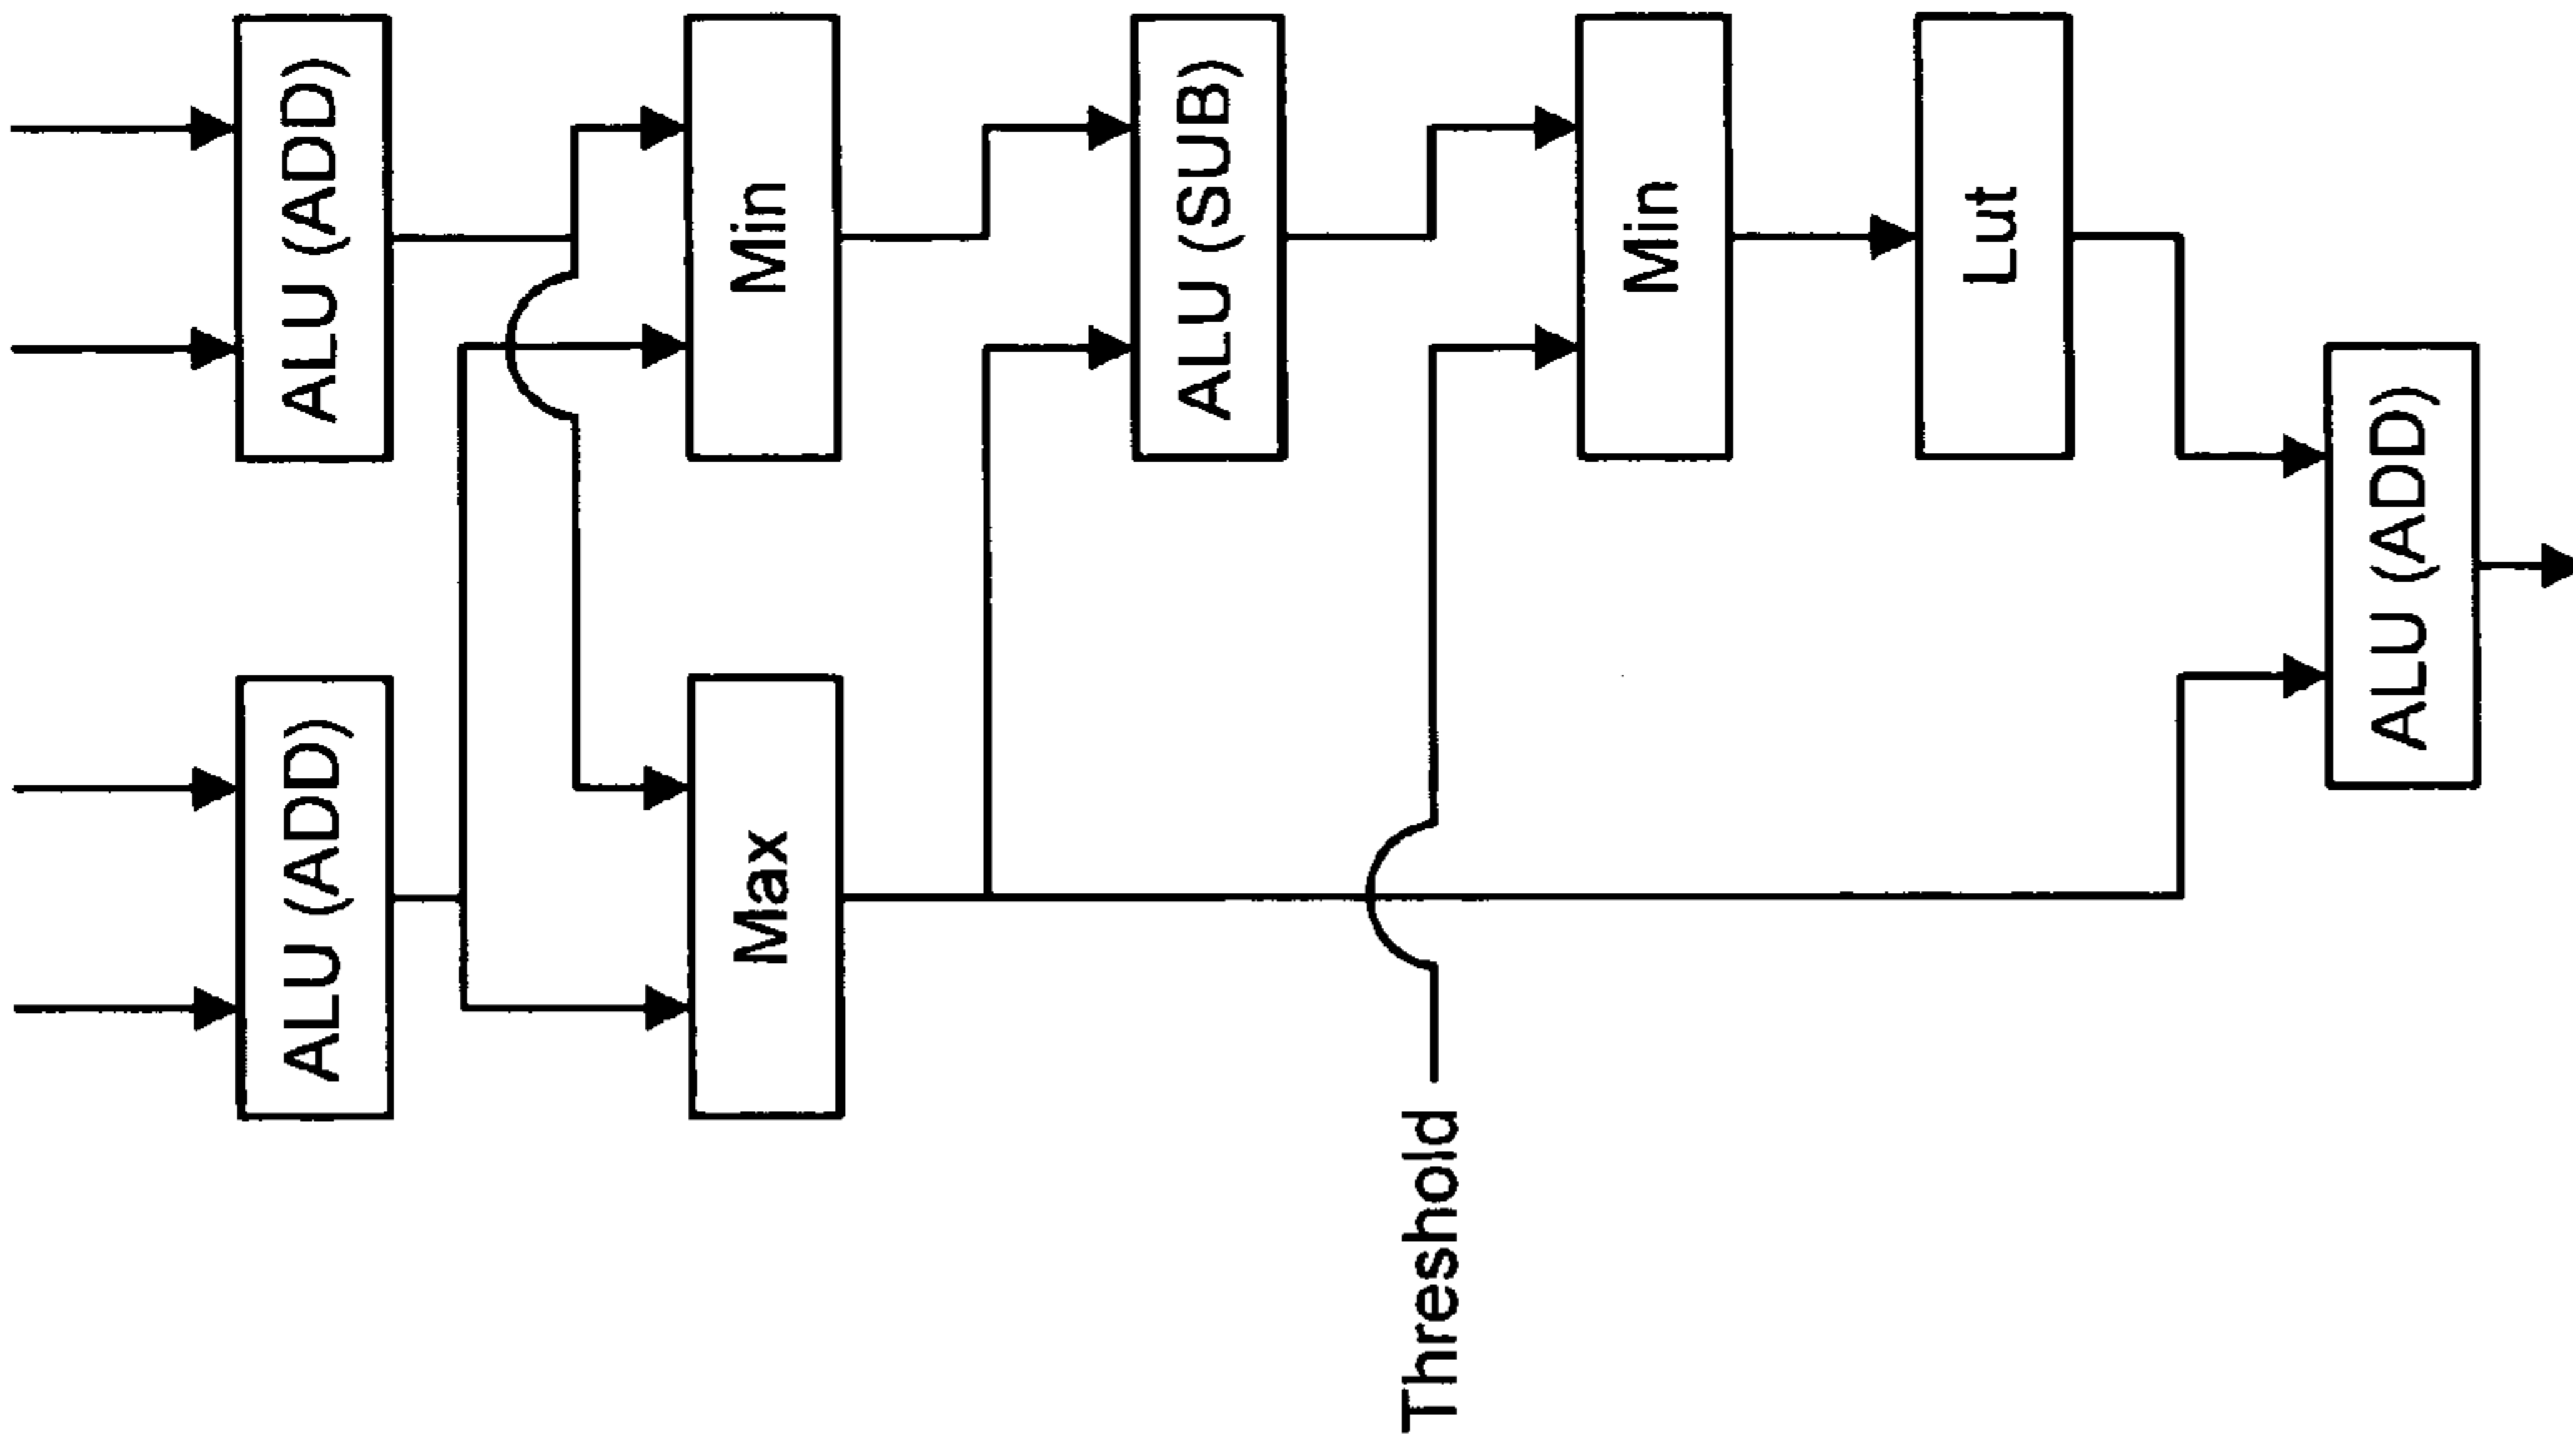 ALU (ADD)
ALU (ADD)
Max
Min
ALU (SUB)
Threshold
Min
Lut
ALU (ADD)